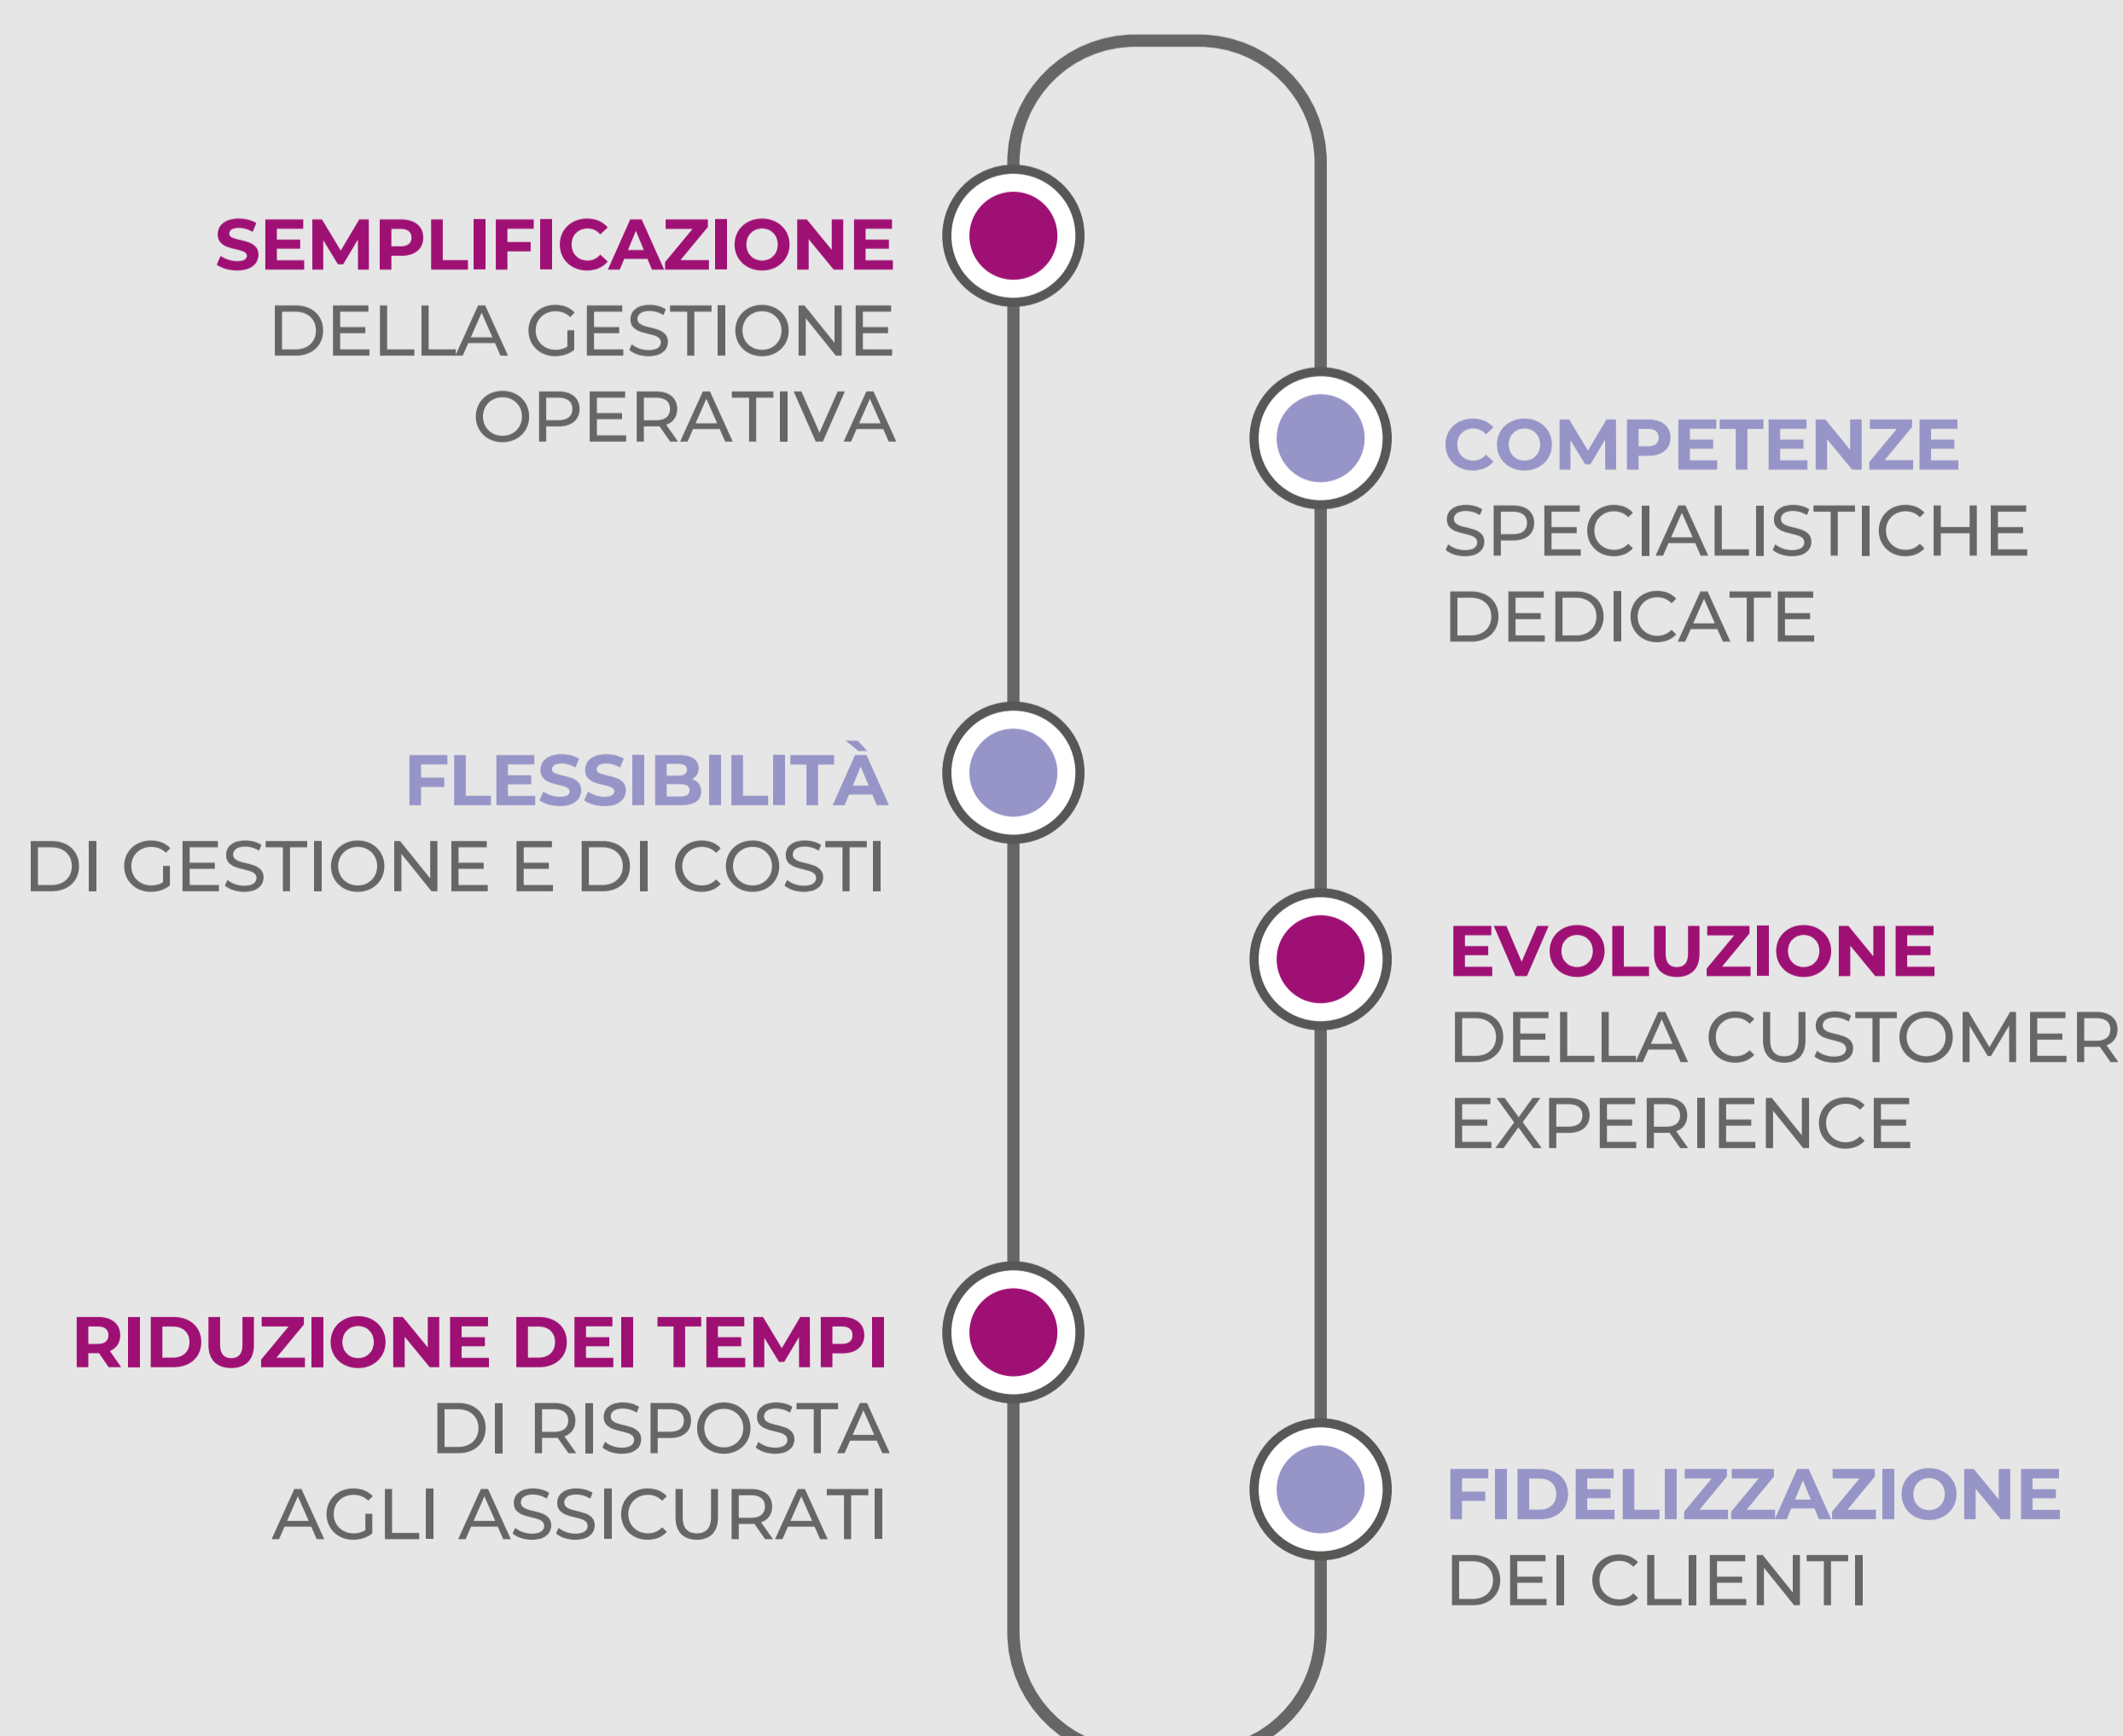 SEMPLIFICAZIONE
DELLA GESTIONE
OPERATIVA
COMPETENZE
SPECIALISTICHE
DEDICATE
FLESSIBILITÀ
DI GESTIONE E DI COSTI
EVOLUZIONE
DELLA CUSTOMER
EXPERIENCE
RIDUZIONE DEI TEMPI
DI RISPOSTA
AGLI ASSICURATI
FIDELIZZAZIONE
DEI CLIENTI